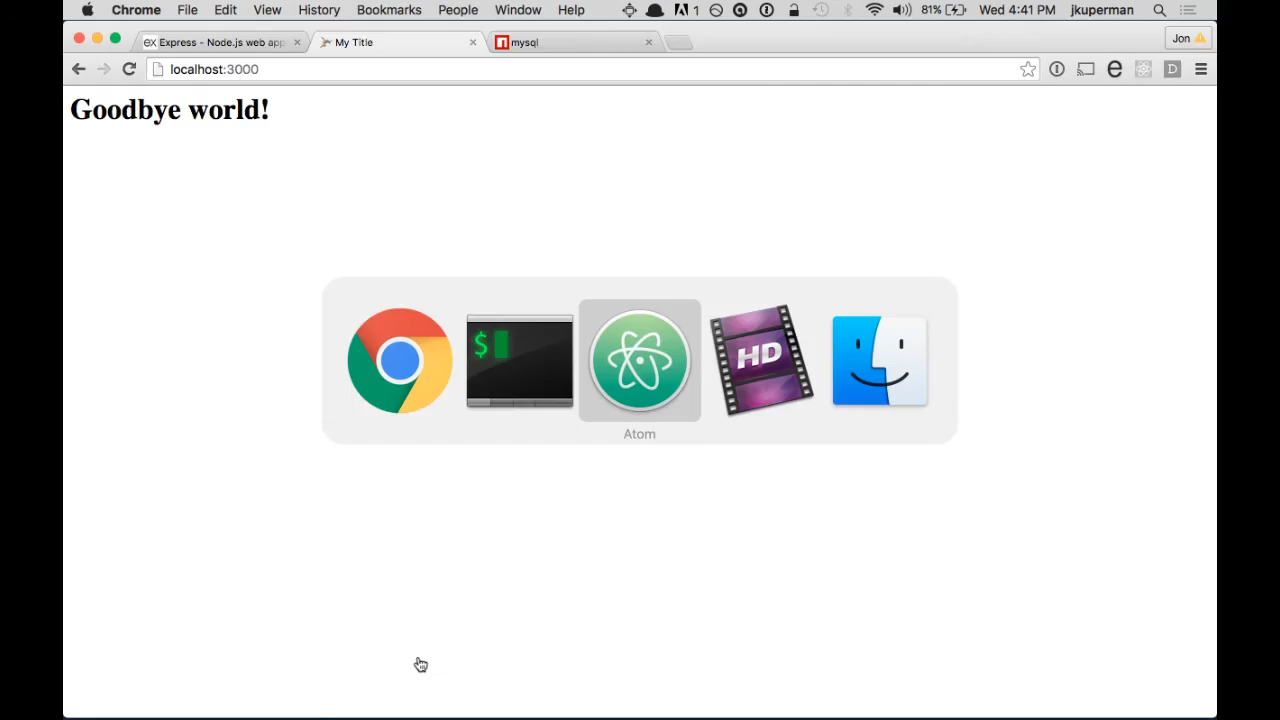 Chrome File Edit View History Bookmarks People Window Help 1 81% Wed 4:41 PM jkuperman
Express - Node.js web app My Title mysql Jon
localhost:3000
Goodbye world!
$
HD
Atom